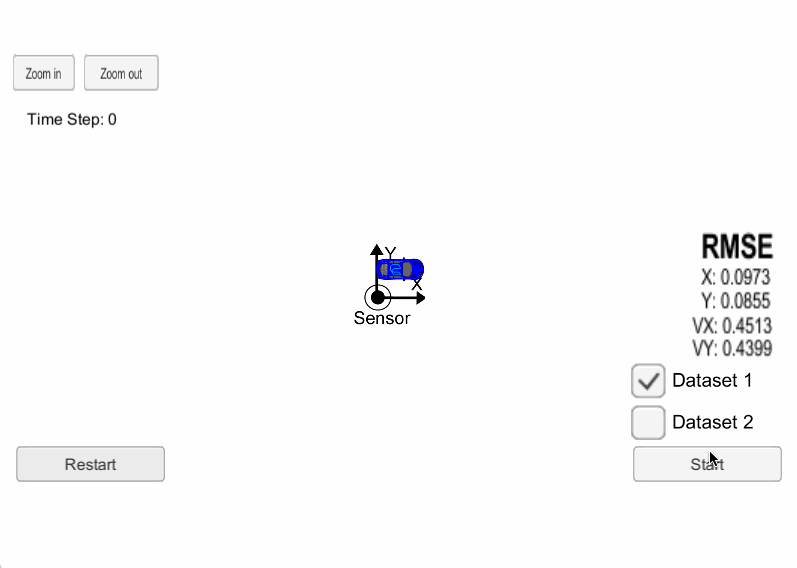 Zoom in
Zoom out
Time Step: 0
Y
X
Sensor
RMSE
X: 0.0973
Y: 0.0855
VX: 0.4513
VY: 0.4399
Dataset 1
Dataset 2
Restart
Start